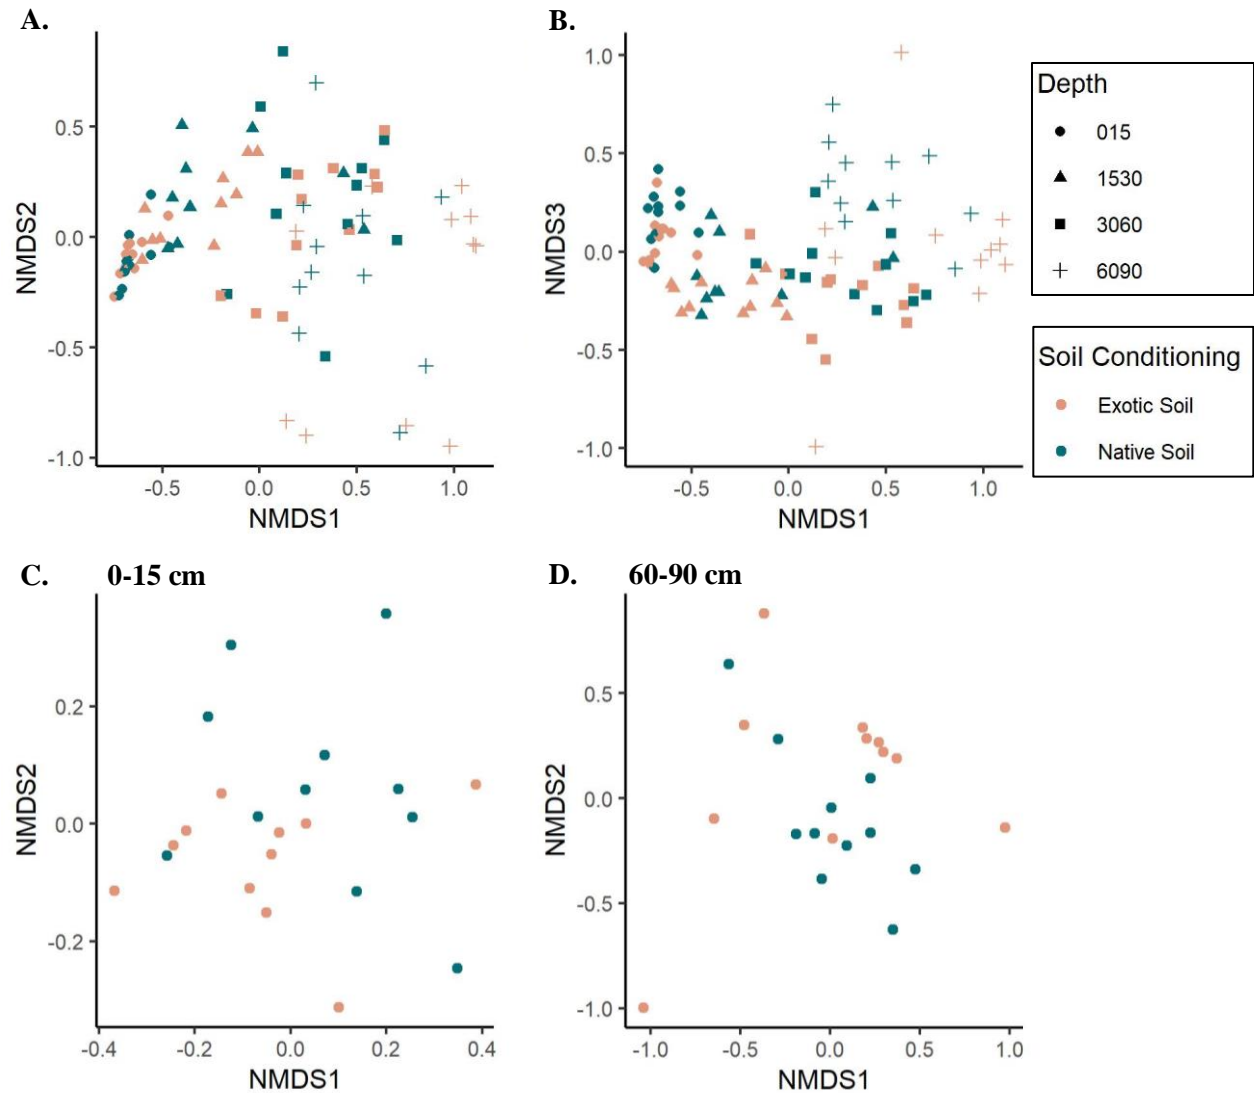 A.
0.5
0.0
-0.5
-1.0
NMDS2
-0.5 0.0 0.5 1.0
NMDS1
B.
1.0
0.5
0.0
-0.5
-1.0
NMDS3
-0.5 0.0 0.5 1.0
NMDS1
Depth
015
1530
3060
6090
Soil Conditioning
Exotic Soil
Native Soil
C. 0-15 cm
0.2
0.0
-0.2
NMDS2
-0.4 -0.2 0.0 0.2 0.4
NMDS1
D. 60-90 cm
0.5
0.0
-0.5
-1.0
NMDS2
-1.0 -0.5 0.0 0.5 1.0
NMDS1